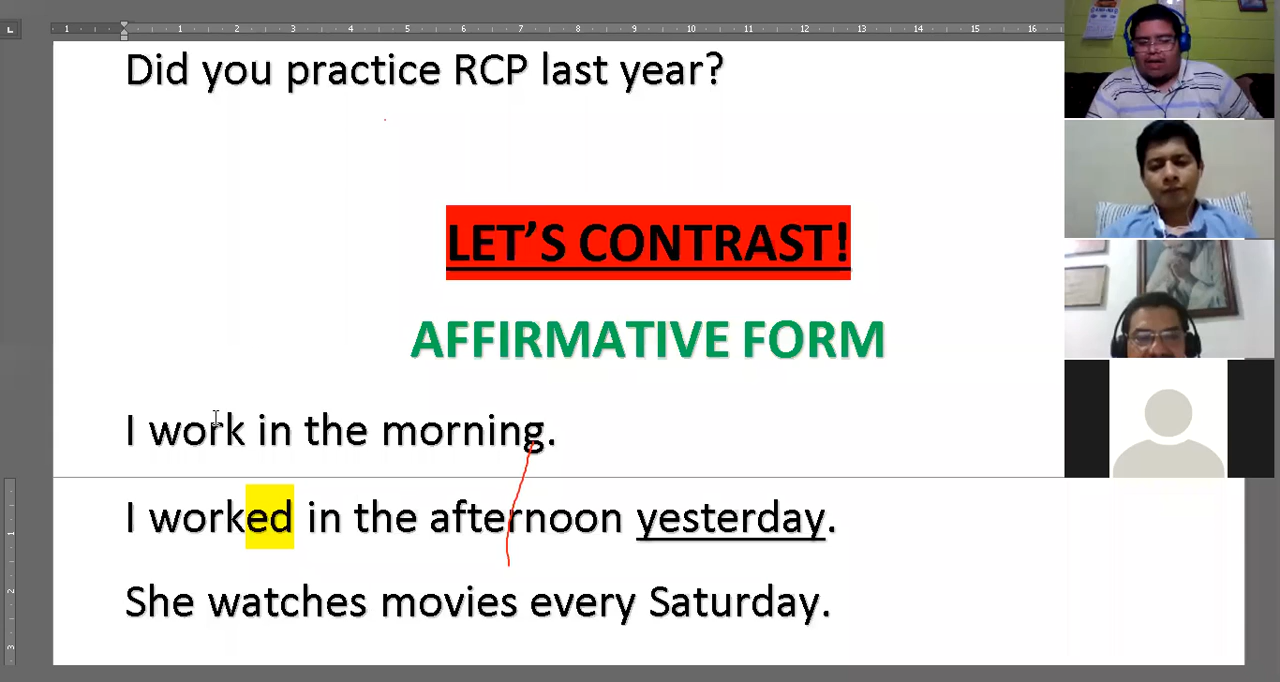 Did you practice RCP last year?
LET'S CONTRAST!
AFFIRMATIVE FORM
I work in the morning.
I worked in the afternoon yesterday.
She watches movies every Saturday.